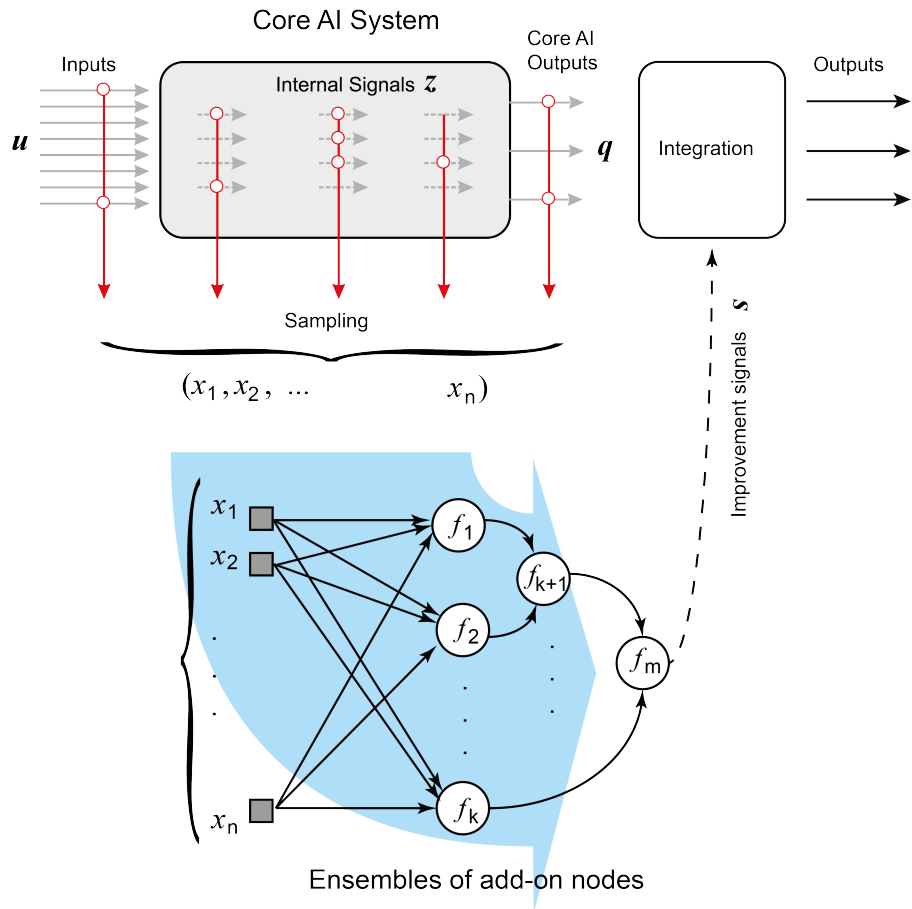 Core AI System
Inputs
Core AI
Outputs
Outputs
Internal Signals z
u
q
Integration
Sampling
(x1, x2, ... xn)
Improvement signals s
x1
x2
.
.
.
xn
f1
f2
.
.
.
fk
fk+1
.
.
.
fm
Ensembles of add-on nodes